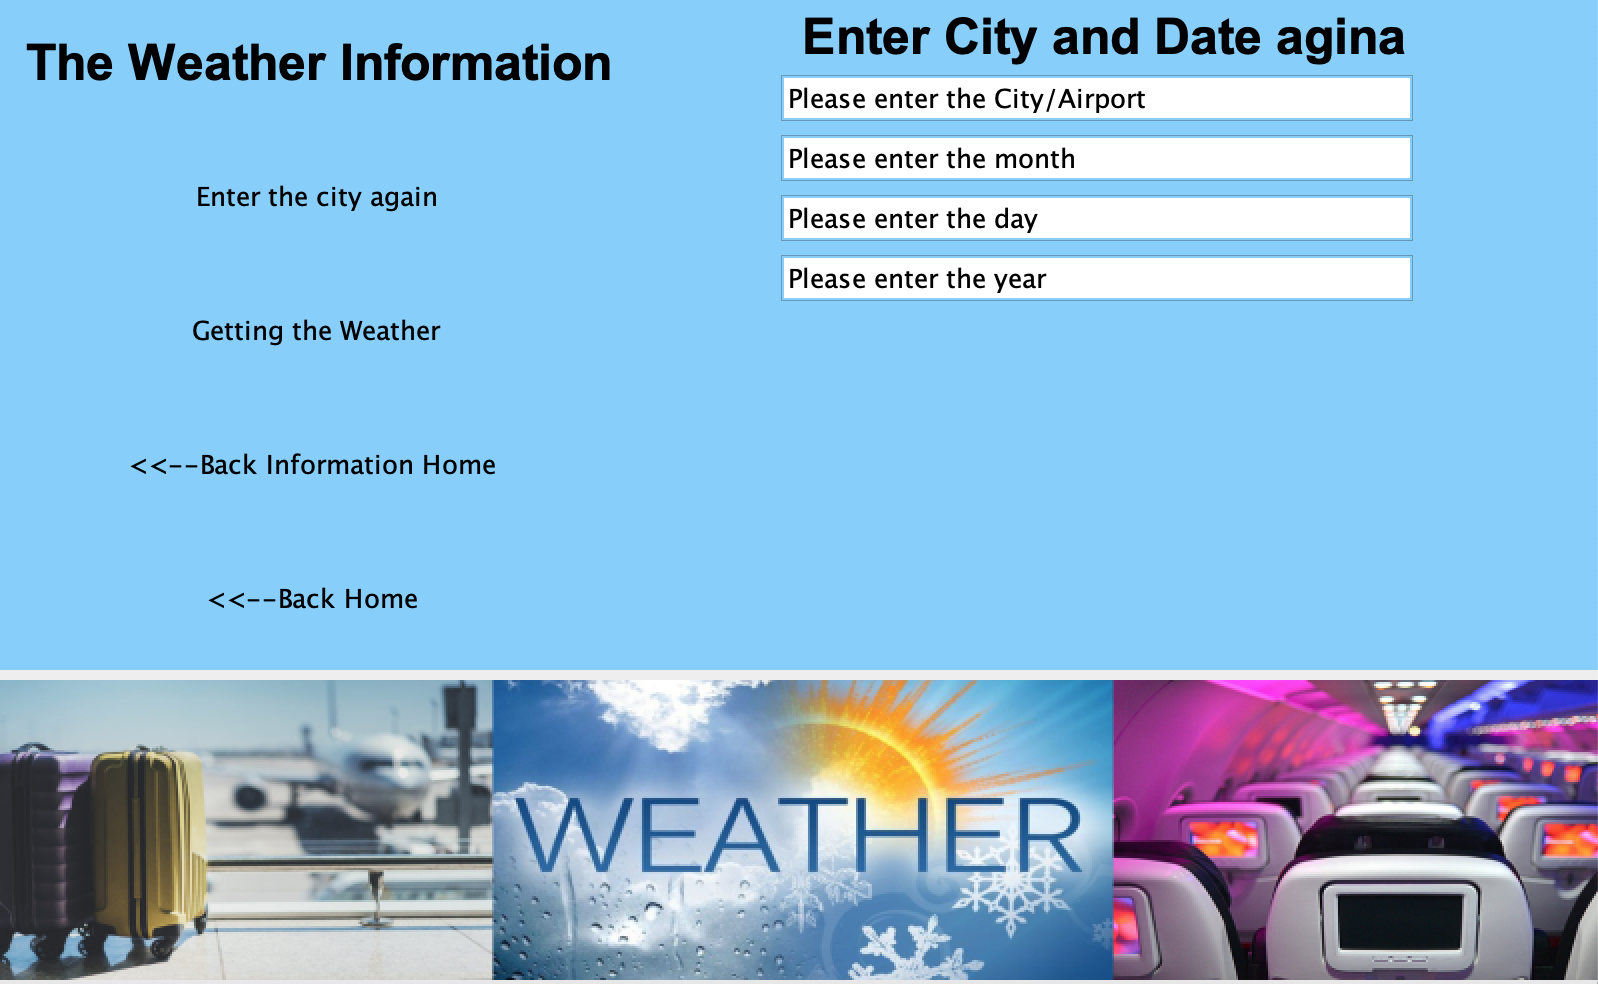 The Weather Information
Enter the city again
Getting the Weather
<<--Back Information Home
<<--Back Home
Enter City and Date agina
Please enter the City/Airport
Please enter the month
Please enter the day
Please enter the year
WEATHER